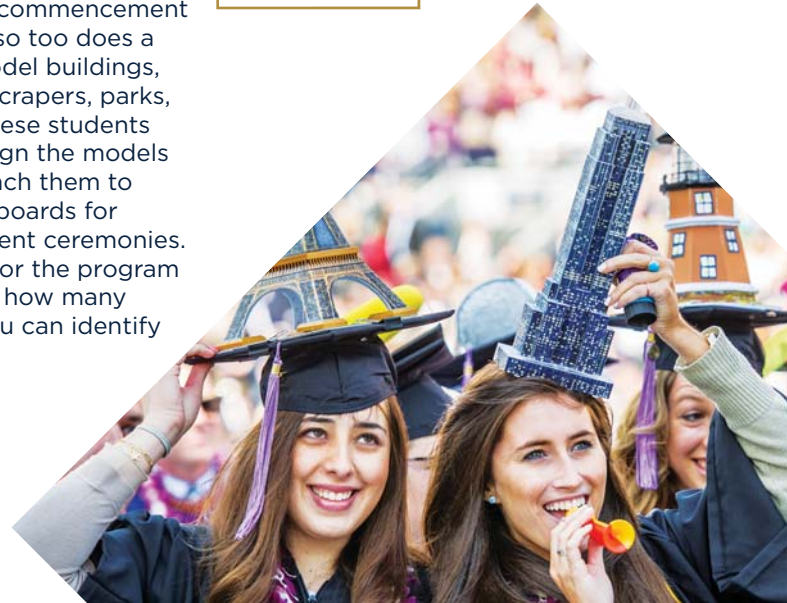 commencement
so too does a
del buildings,
crapers, parks,
ese students
gn the models
ach them to
boards for
ent ceremonies.
or the program
how many
u can identify